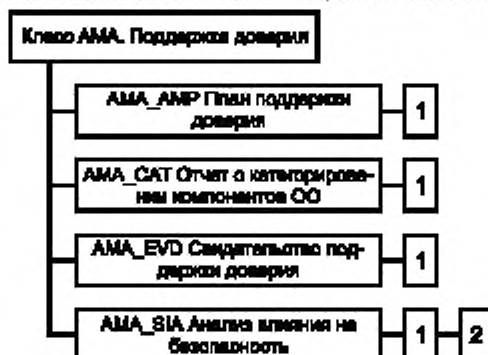 Класс АМА. Поддержка доверия
AMA_AMP План поддержки
доверия
1
AMA_CAT Отчет о категорирова-
нии компонентов ОО
1
AMA_EVD Свидетельство под-
держки доверия
1
AMA_SIA Анализ влияния на
безопасность
1
2